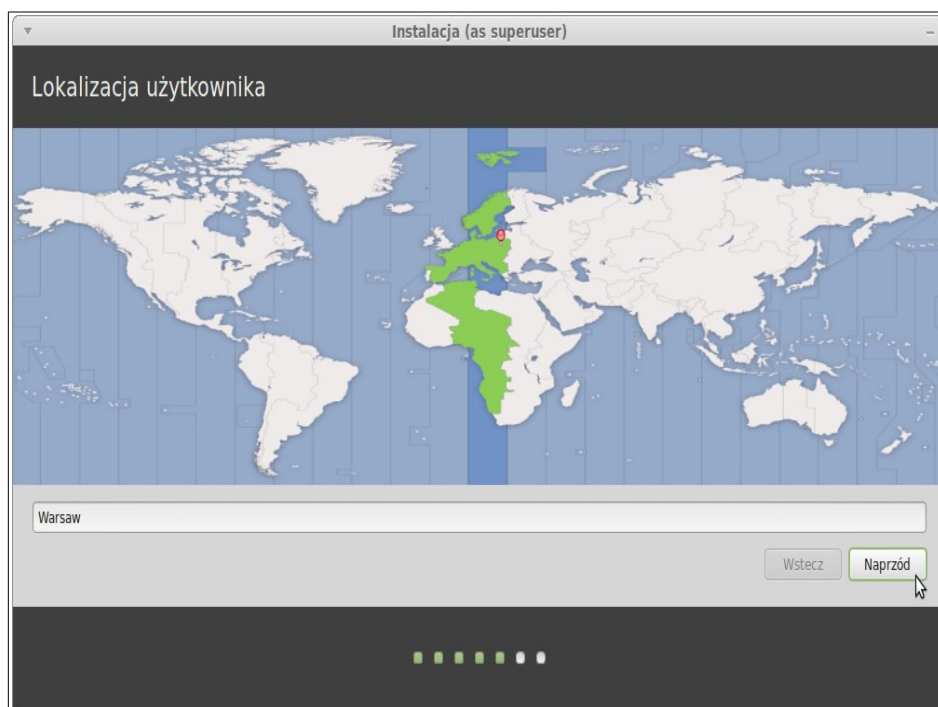 Instalacja (as superuser)
Lokalizacja użytkownika
Warsaw
Wstecz
Naprzód